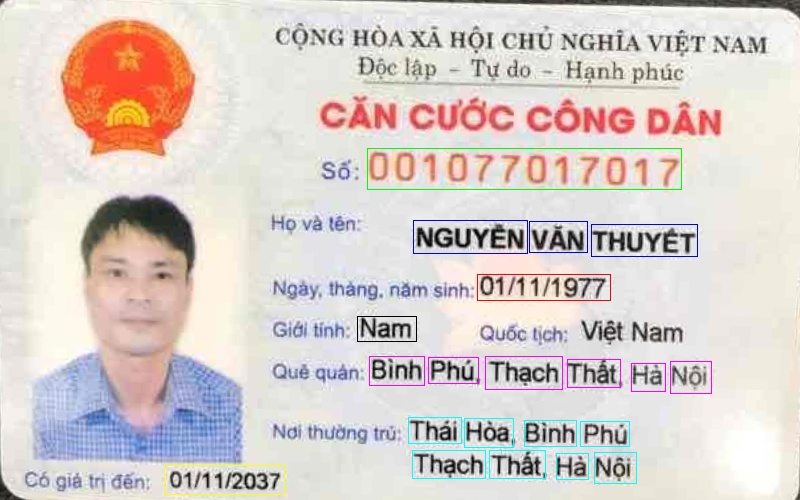 CỘNG HÒA XÃ HỘI CHỦ NGHĨA VIỆT NAM
Độc lập - Tự do - Hạnh phúc
CĂN CƯỚC CÔNG DÂN
Số: 001077017017
Họ và tên: NGUYỄN VĂN THUYẾT
Ngày, tháng, năm sinh: 01/11/1977
Giới tính: Nam Quốc tịch: Việt Nam
Quê quán: Bình Phú, Thạch Thất, Hà Nội
Nơi thường trú: Thái Hòa, Bình Phú
Thạch Thất, Hà Nội
Có giá trị đến: 01/11/2037